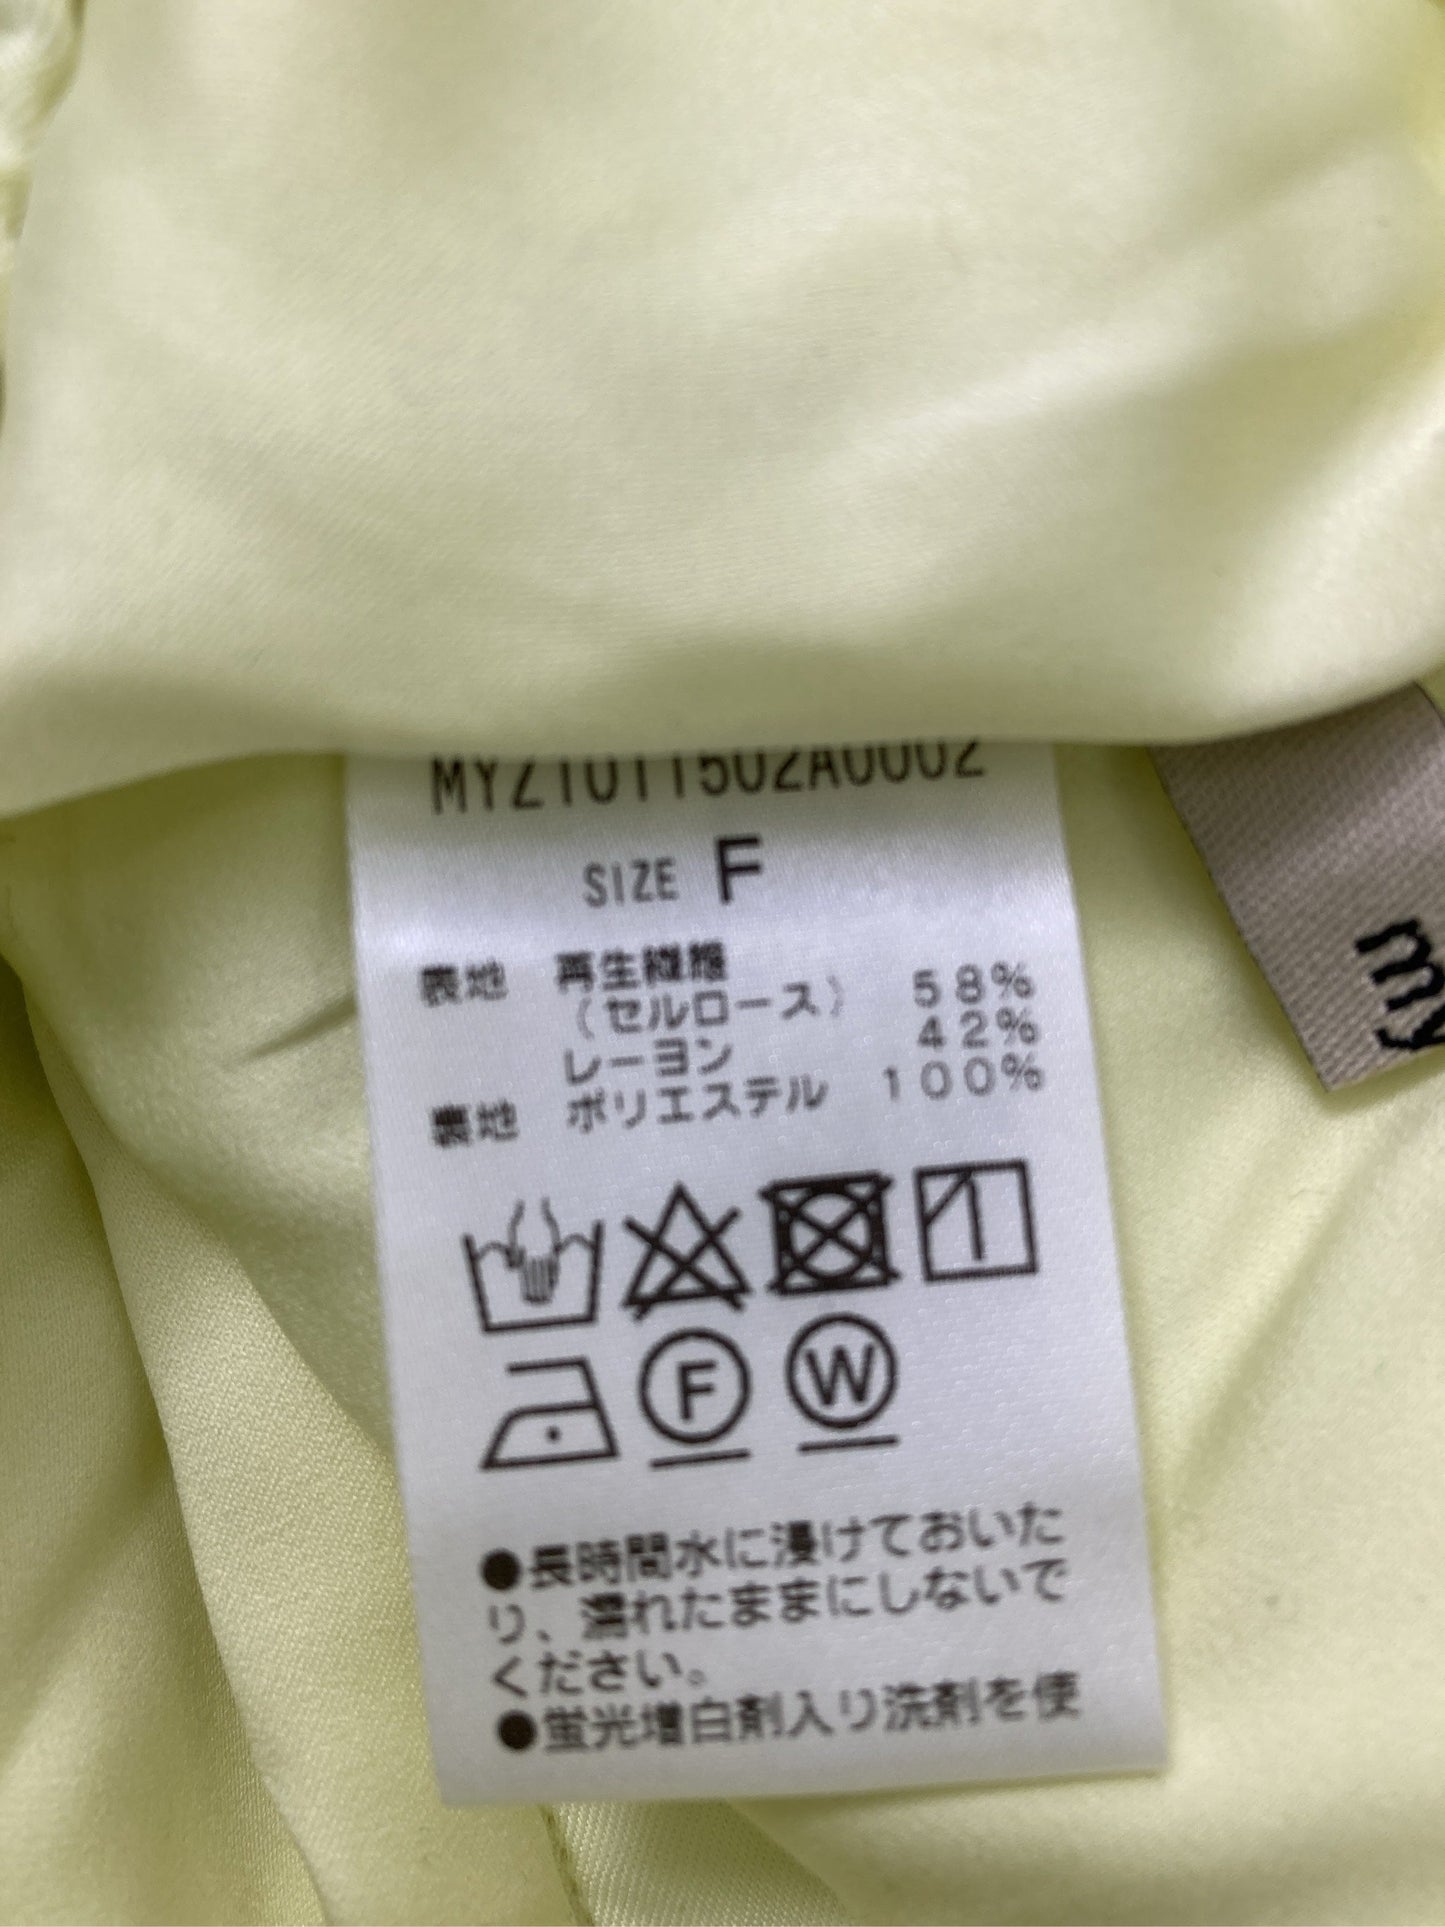 MYZ1011502A0002
SIZE F
表地 再生繊維
(セルロース) 58%
レーヨン 42%
裏地 ポリエステル 100%
F W
●長時間水に浸けておいた
り、濡れたままにしないで
ください。
●蛍光増白剤入り洗剤を使
my